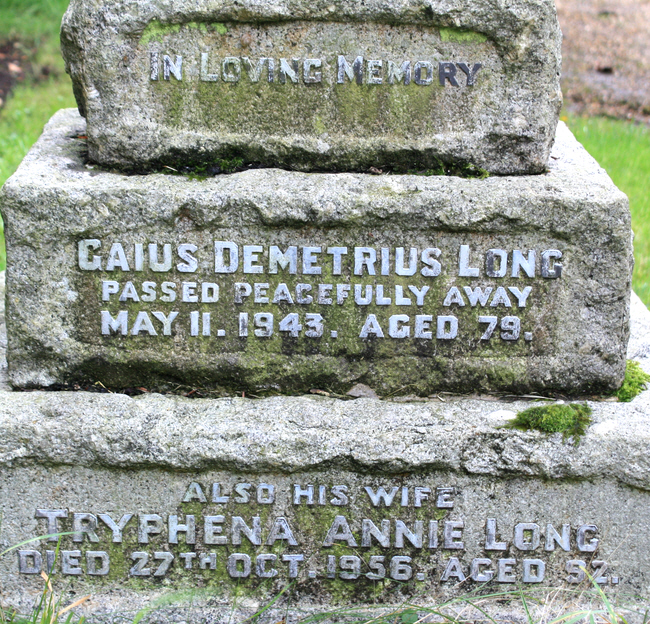 IN LOVING MEMORY
GAIUS DEMETRIUS LONG
PASSED PEACEFULLY AWAY
MAY 11. 1943. AGED 79.
ALSO HIS WIFE
TRYPHENA ANNIE LONG
DIED 27TH OCT. 1956. AGED 92.